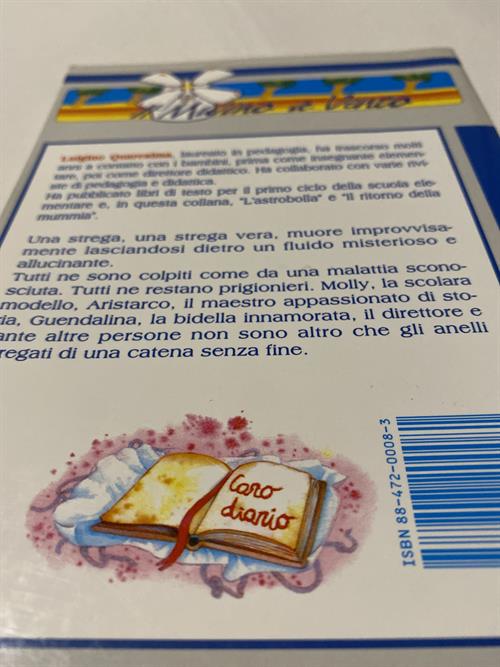 Il Mulino a Vento
Luigino Quaresima, laureato in pedagogia, ha trascorso molti
anni a contatto con i bambini, prima come insegnante elemen-
tare, poi come direttore didattico. Ha collaborato con varie rivi-
ste di pedagogia e didattica.
Ha pubblicato libri di testo per il primo ciclo della scuola ele-
mentare e, in questa collana, "L'astrobolla" e "Il ritorno della
mummia".
Una strega, una strega vera, muore improvvisa-
mente lasciandosi dietro un fluido misterioso e
allucinante.
Tutti ne sono colpiti come da una malattia scono-
sciuta. Tutti ne restano prigionieri. Molly, la scolara
modello, Aristarco, il maestro appassionato di sto-
ria, Guendalina, la bidella innamorata, il direttore e
ante altre persone non sono altro che gli anelli
regati di una catena senza fine.
Caro
diario
ISBN 88-472-0008-3